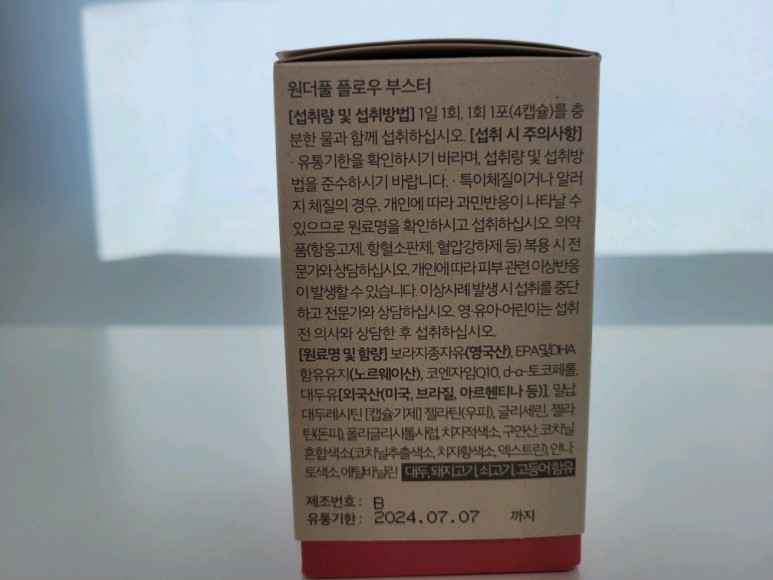 원더풀 플로우 부스터
[섭취량 및 섭취방법] 1일 1회, 1회 1포(4캡슐)를 충
분한 물과 함께 섭취하십시오. [섭취 시 주의사항]
· 유통기한을 확인하시기 바라며, 섭취량 및 섭취방
법을 준수하시기 바랍니다. · 특이체질이거나 알러
지 체질의 경우, 개인에 따라 과민반응이 나타날 수
있으므로 원료명을 확인하시고 섭취하십시오. 의약
품(항응고제, 항혈소판제, 혈압강하제 등) 복용 시 전
문가와 상담하십시오. 개인에 따라 피부 관련 이상반응
이 발생할 수 있습니다. 이상사례 발생 시 섭취를 중단
하고 전문가와 상담하십시오. 영·유아·어린이는 섭취
전 의사와 상담한 후 섭취하십시오.
[원료명 및 함량] 보라지종자유(영국산), EPA및DHA
함유유지(노르웨이산), 코엔자임Q10, d-α-토코페롤,
대두유[외국산(미국, 브라질, 아르헨티나 등)], 밀납
대두레시틴 [캡슐기제] 젤라틴(우피), 글리세린, 젤라
틴(돈피), 폴리글리시톨시럽, 치자적색소, 구연산, 코치닐
혼합색소(코치닐추출색소, 치자황색소, 덱스트린), 안나
토색소, 에틸바닐린 대두, 돼지고기, 쇠고기, 고등어 함유
제조번호 : B
유통기한 : 2024.07.07 까지